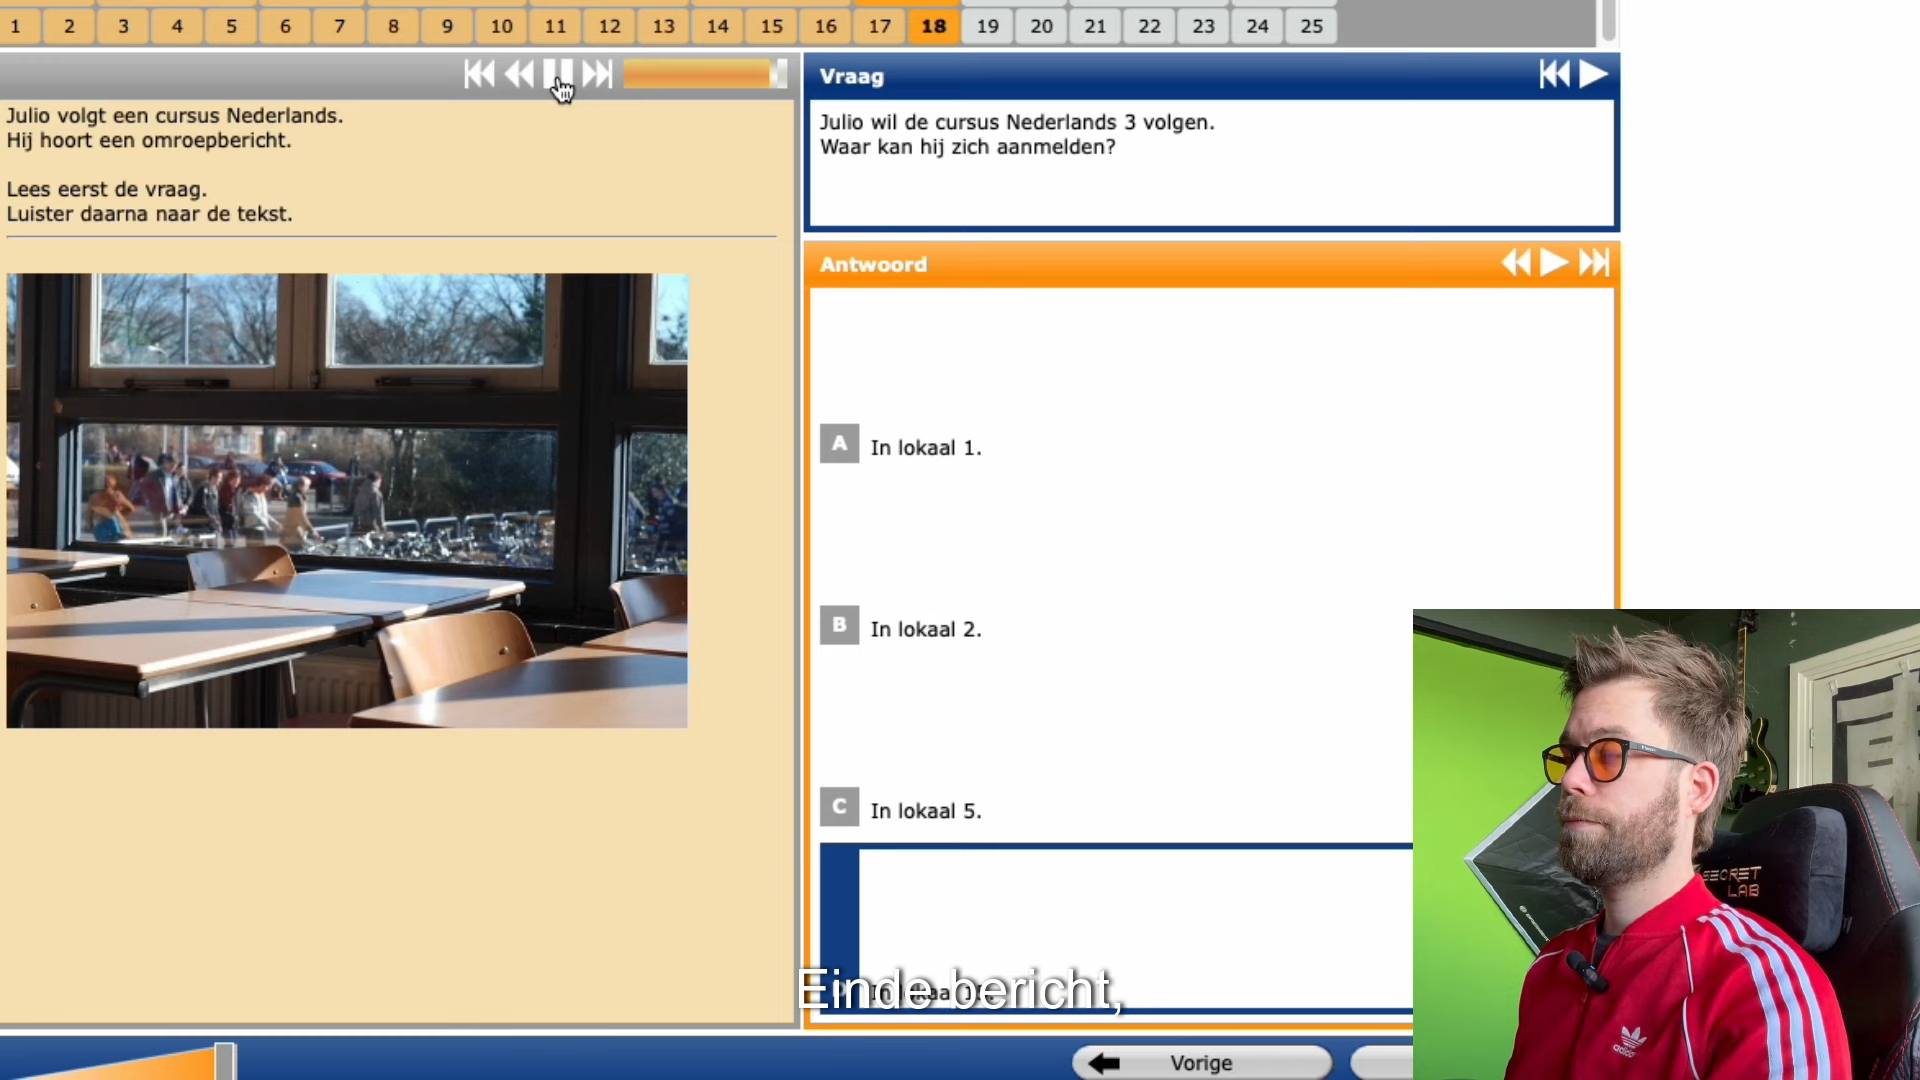 1 2 3 4 5 6 7 8 9 10 11 12 13 14 15 16 17 18 19 20 21 22 23 24 25
Julio volgt een cursus Nederlands.
Hij hoort een omroepbericht.
Lees eerst de vraag.
Luister daarna naar de tekst.
Vraag
Julio wil de cursus Nederlands 3 volgen.
Waar kan hij zich aanmelden?
Antwoord
A In lokaal 1.
B In lokaal 2.
C In lokaal 5.
Einde bericht,
Vorige
SECRET
LAB
adidas